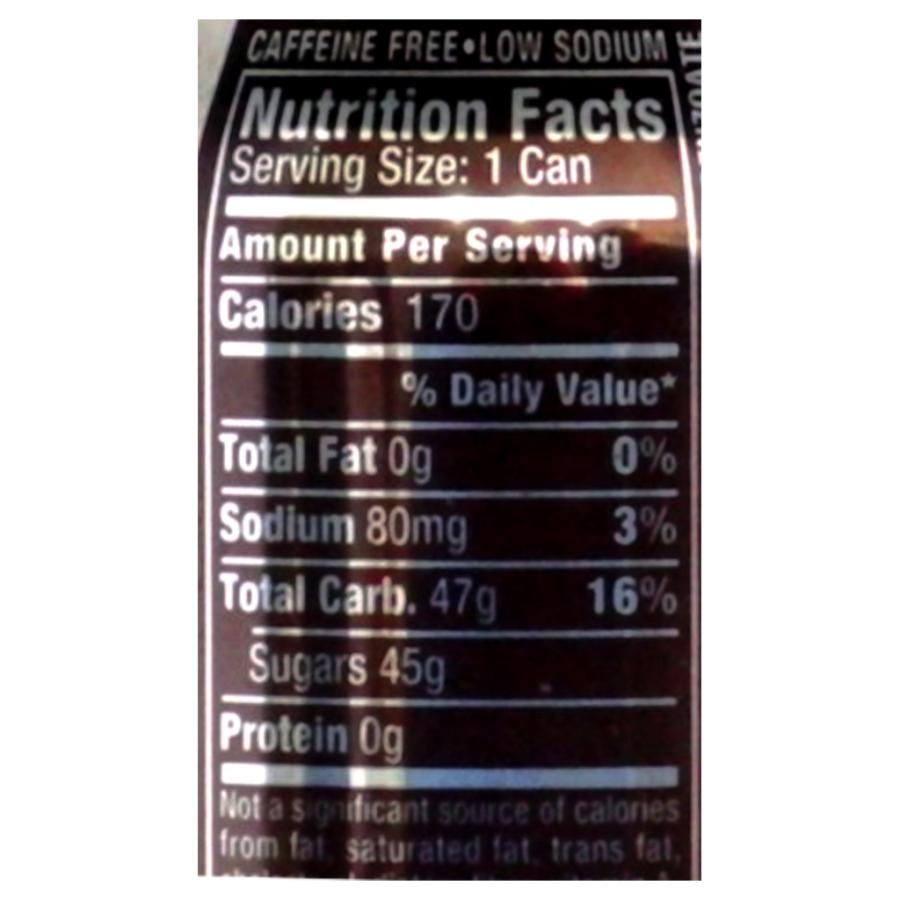 CAFFEINE FREE•LOW SODIUM
Nutrition Facts
Serving Size: 1 Can
Amount Per Serving
Calories 170
% Daily Value*
Total Fat 0g 0%
Sodium 80mg 3%
Total Carb. 47g 16%
Sugars 45g
Protein 0g
Not a significant source of calories
from fat, saturated fat, trans fat,